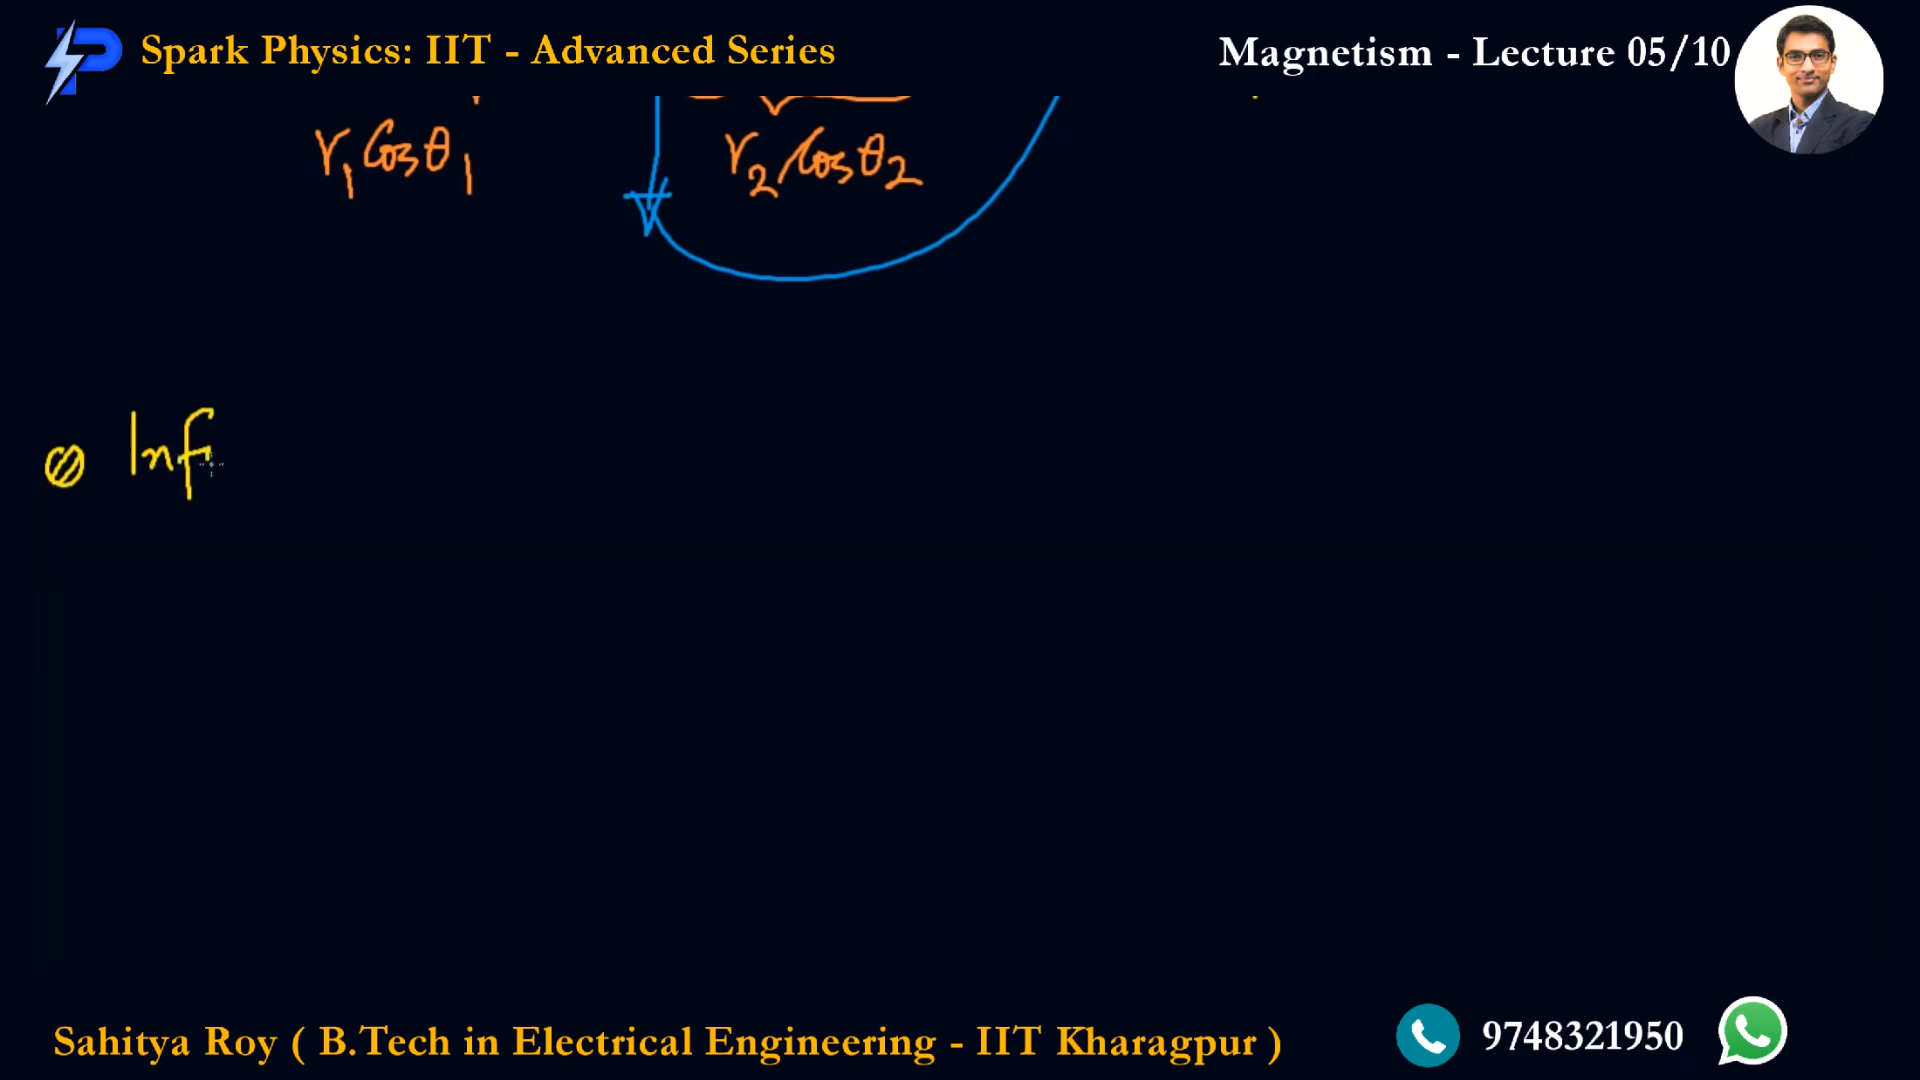 Spark Physics: IIT - Advanced Series
Magnetism - Lecture 05/10
r₁ Cosθ₁
r₂ Cosθ₂
Inf
Sahitya Roy ( B.Tech in Electrical Engineering - IIT Kharagpur )
9748321950